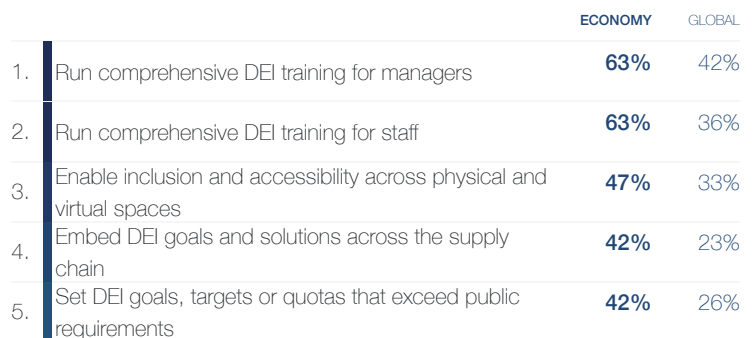 ECONOMY GLOBAL
1. Run comprehensive DEI training for managers 63% 42%
2. Run comprehensive DEI training for staff 63% 36%
3. Enable inclusion and accessibility across physical and 47% 33%
virtual spaces
4. Embed DEI goals and solutions across the supply 42% 23%
chain
5. Set DEI goals, targets or quotas that exceed public 42% 26%
requirements